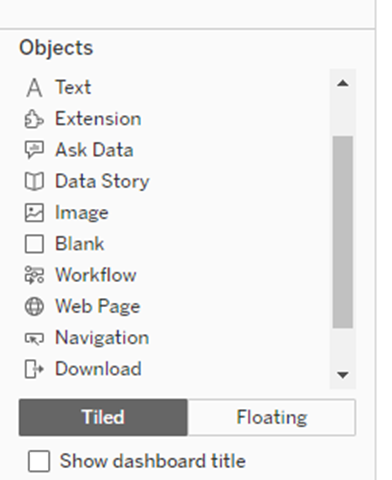 Objects
Text
Extension
Ask Data
Data Story
Image
Blank
Workflow
Web Page
Navigation
Download
Tiled Floating
Show dashboard title